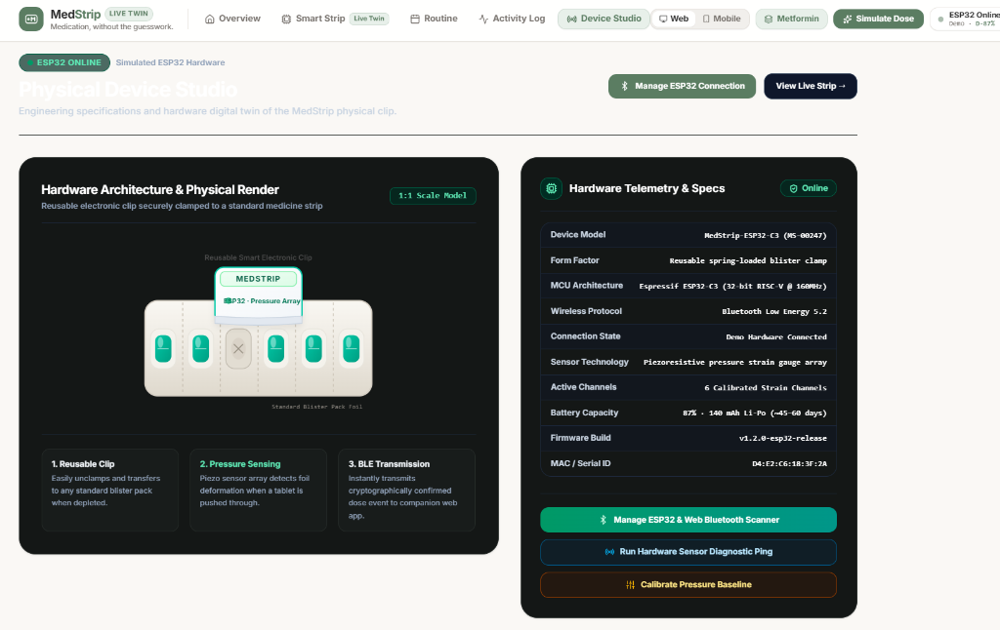 MedStrip LIVE TWIN
Medication, without the guesswork.
Overview
Smart Strip Live Twin
Routine
Activity Log
Device Studio
Web
Mobile
Metformin
Simulate Dose
ESP32 Online
Demo · D-87%
ESP32 ONLINE
Simulated ESP32 Hardware
Physical Device Studio
Engineering specifications and hardware digital twin of the MedStrip physical clip.
Manage ESP32 Connection
View Live Strip →
Hardware Architecture & Physical Render
Reusable electronic clip securely clamped to a standard medicine strip
1:1 Scale Model
Reusable Smart Electronic Clip
MEDSTRIP
ESP32 · Pressure Array
Standard Blister Pack Foil
1. Reusable Clip
Easily unclamps and transfers
to any standard blister pack
when depleted.
2. Pressure Sensing
Piezo sensor array detects foil
deformation when a tablet is
pushed through.
3. BLE Transmission
Instantly transmits
cryptographically confirmed
dose event to companion web
app.
Hardware Telemetry & Specs
Online
Device Model MedStrip-ESP32-C3 (MS-00247)
Form Factor Reusable spring-loaded blister clamp
MCU Architecture Espressif ESP32-C3 (32-bit RISC-V @ 160MHz)
Wireless Protocol Bluetooth Low Energy 5.2
Connection State Demo Hardware Connected
Sensor Technology Piezoresistive pressure strain gauge array
Active Channels 6 Calibrated Strain Channels
Battery Capacity 87% · 140 mAh Li-Po (~45-60 days)
Firmware Build v1.2.0-esp32-release
MAC / Serial ID D4:E2:C6:18:3F:2A
Manage ESP32 & Web Bluetooth Scanner
Run Hardware Sensor Diagnostic Ping
Calibrate Pressure Baseline